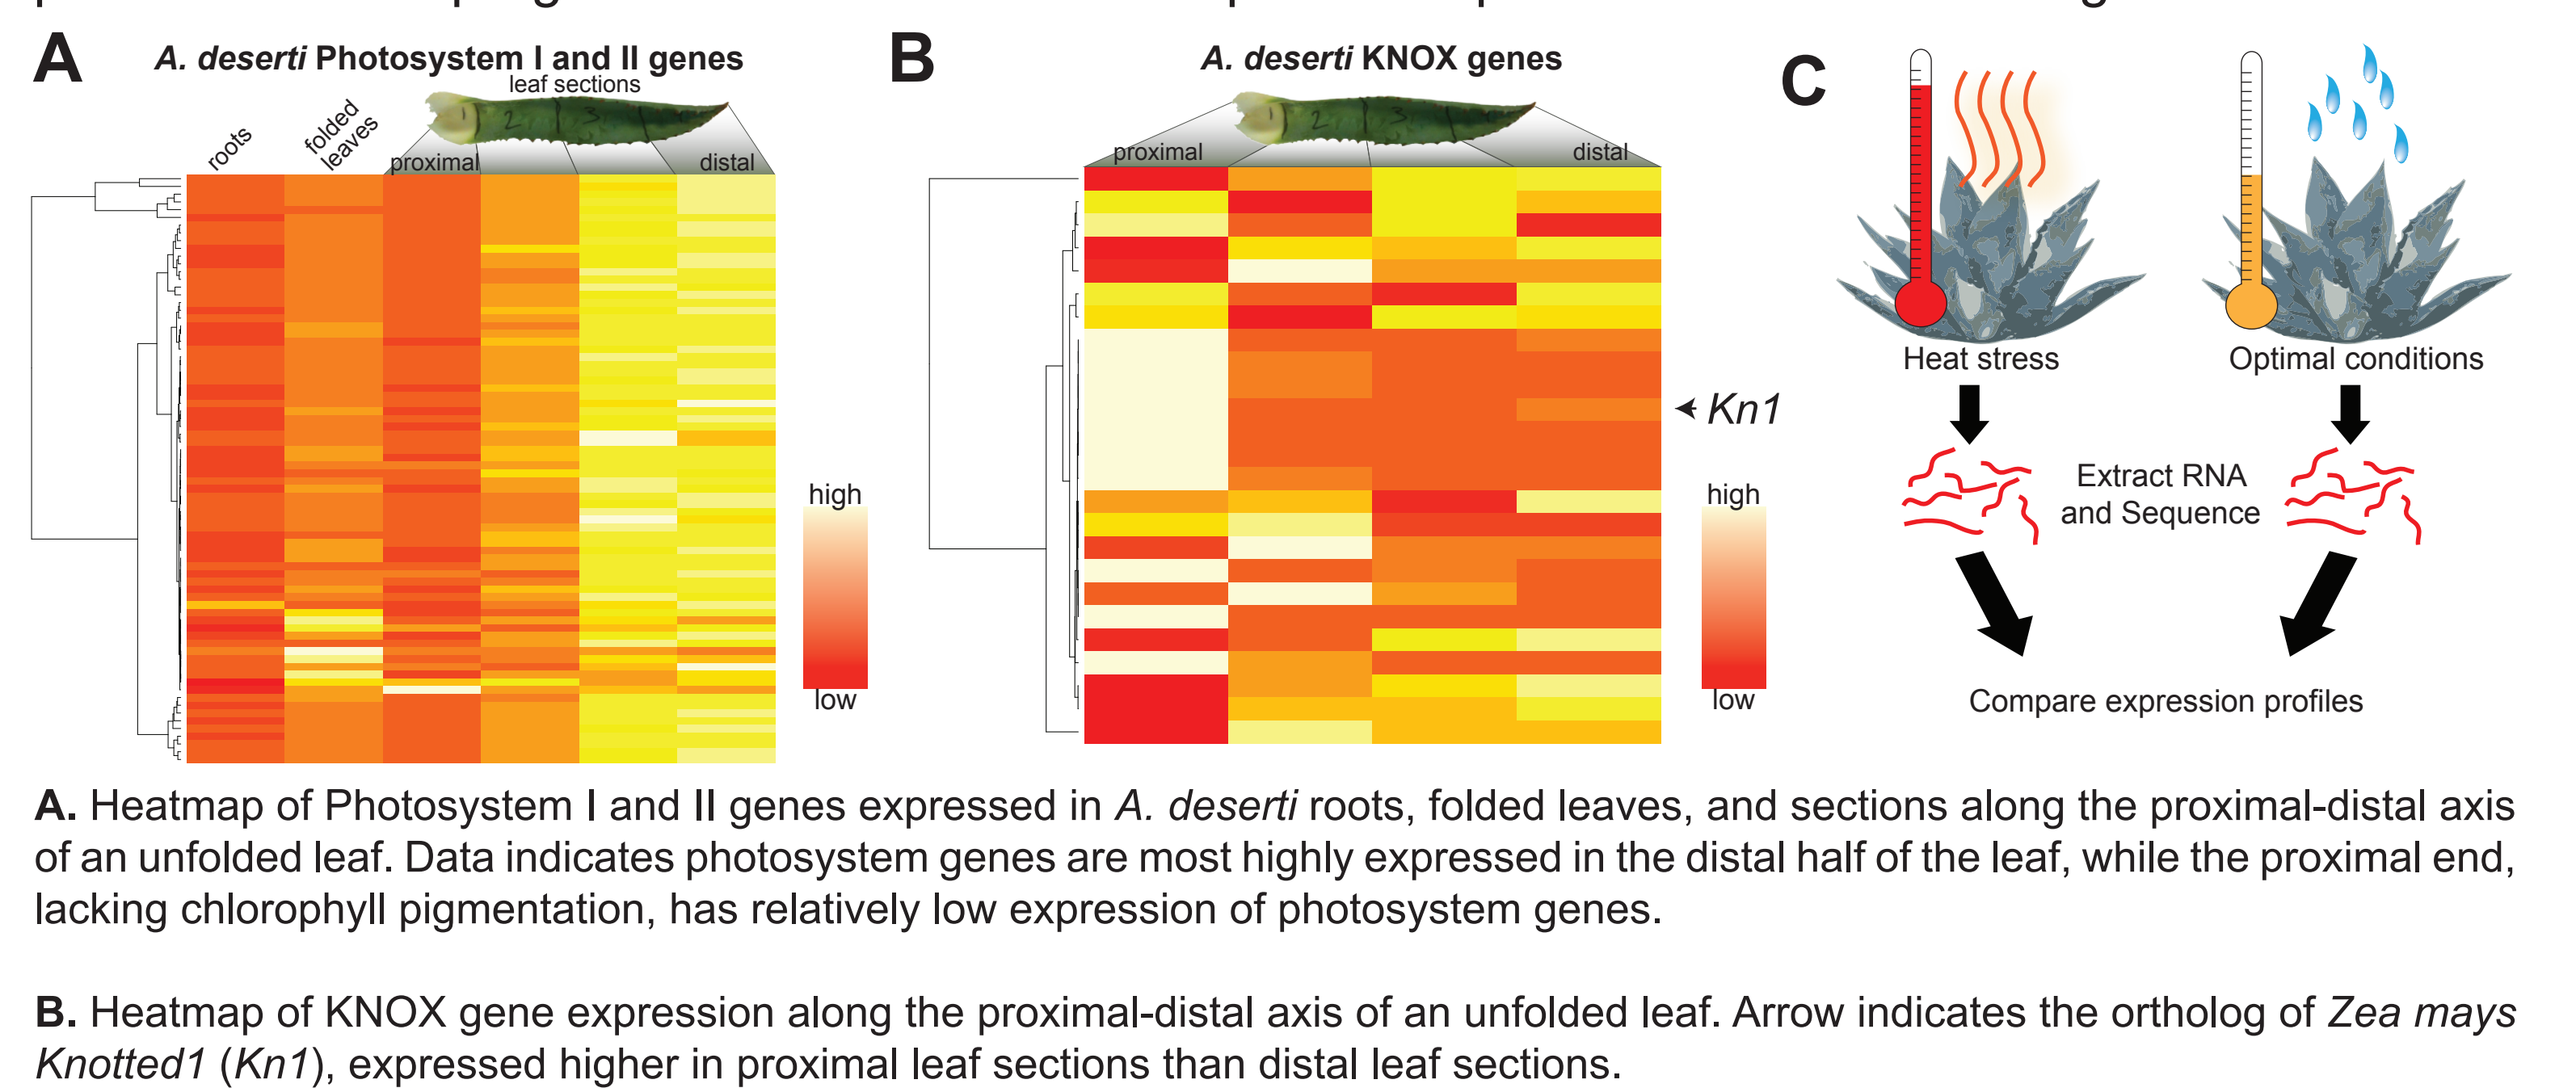 A
A. deserti Photosystem I and II genes
leaf sections
roots
folded
leaves
proximal
distal
1
2
3
high
low
B
A. deserti KNOX genes
proximal
distal
1
2
3
Kn1
high
low
C
Heat stress
Optimal conditions
Extract RNA
and Sequence
Compare expression profiles
A. Heatmap of Photosystem I and II genes expressed in A. deserti roots, folded leaves, and sections along the proximal-distal axis
of an unfolded leaf. Data indicates photosystem genes are most highly expressed in the distal half of the leaf, while the proximal end,
lacking chlorophyll pigmentation, has relatively low expression of photosystem genes.
B. Heatmap of KNOX gene expression along the proximal-distal axis of an unfolded leaf. Arrow indicates the ortholog of Zea mays
Knotted1 (Kn1), expressed higher in proximal leaf sections than distal leaf sections.